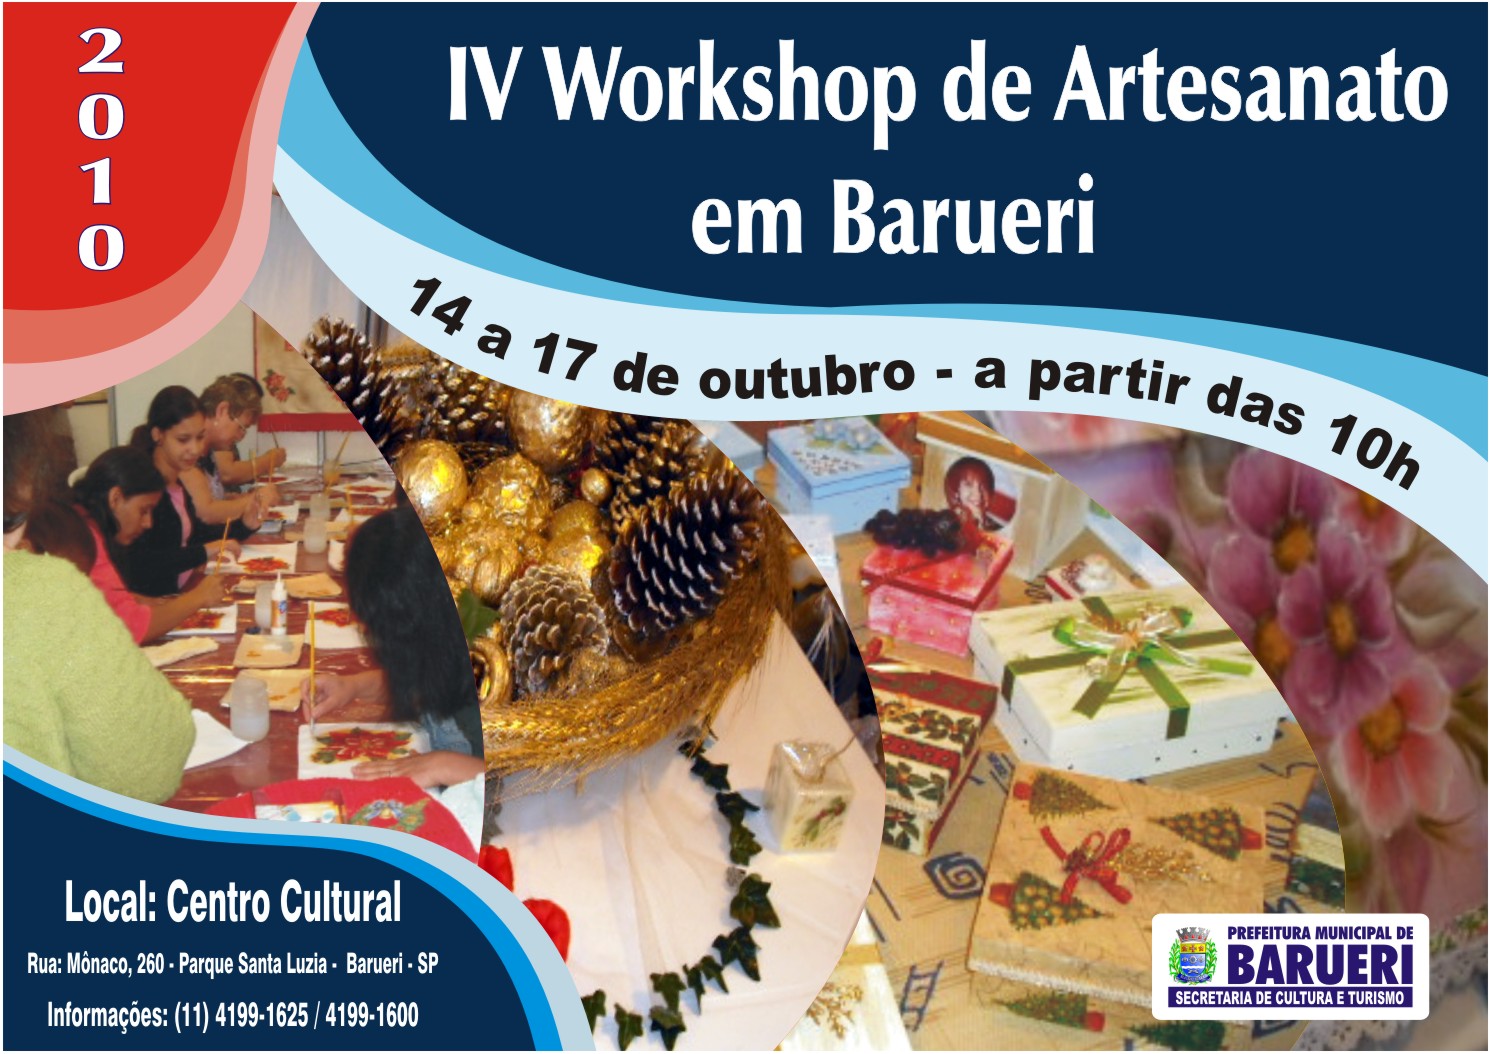 2010
IV Workshop de Artesanato
em Barueri
14 a 17 de outubro - a partir das 10h
Local: Centro Cultural
Rua: Mônaco, 260 - Parque Santa Luzia - Barueri - SP
Informações: (11) 4199-1625 / 4199-1600
PREFEITURA MUNICIPAL DE
BARUERI
SECRETARIA DE CULTURA E TURISMO